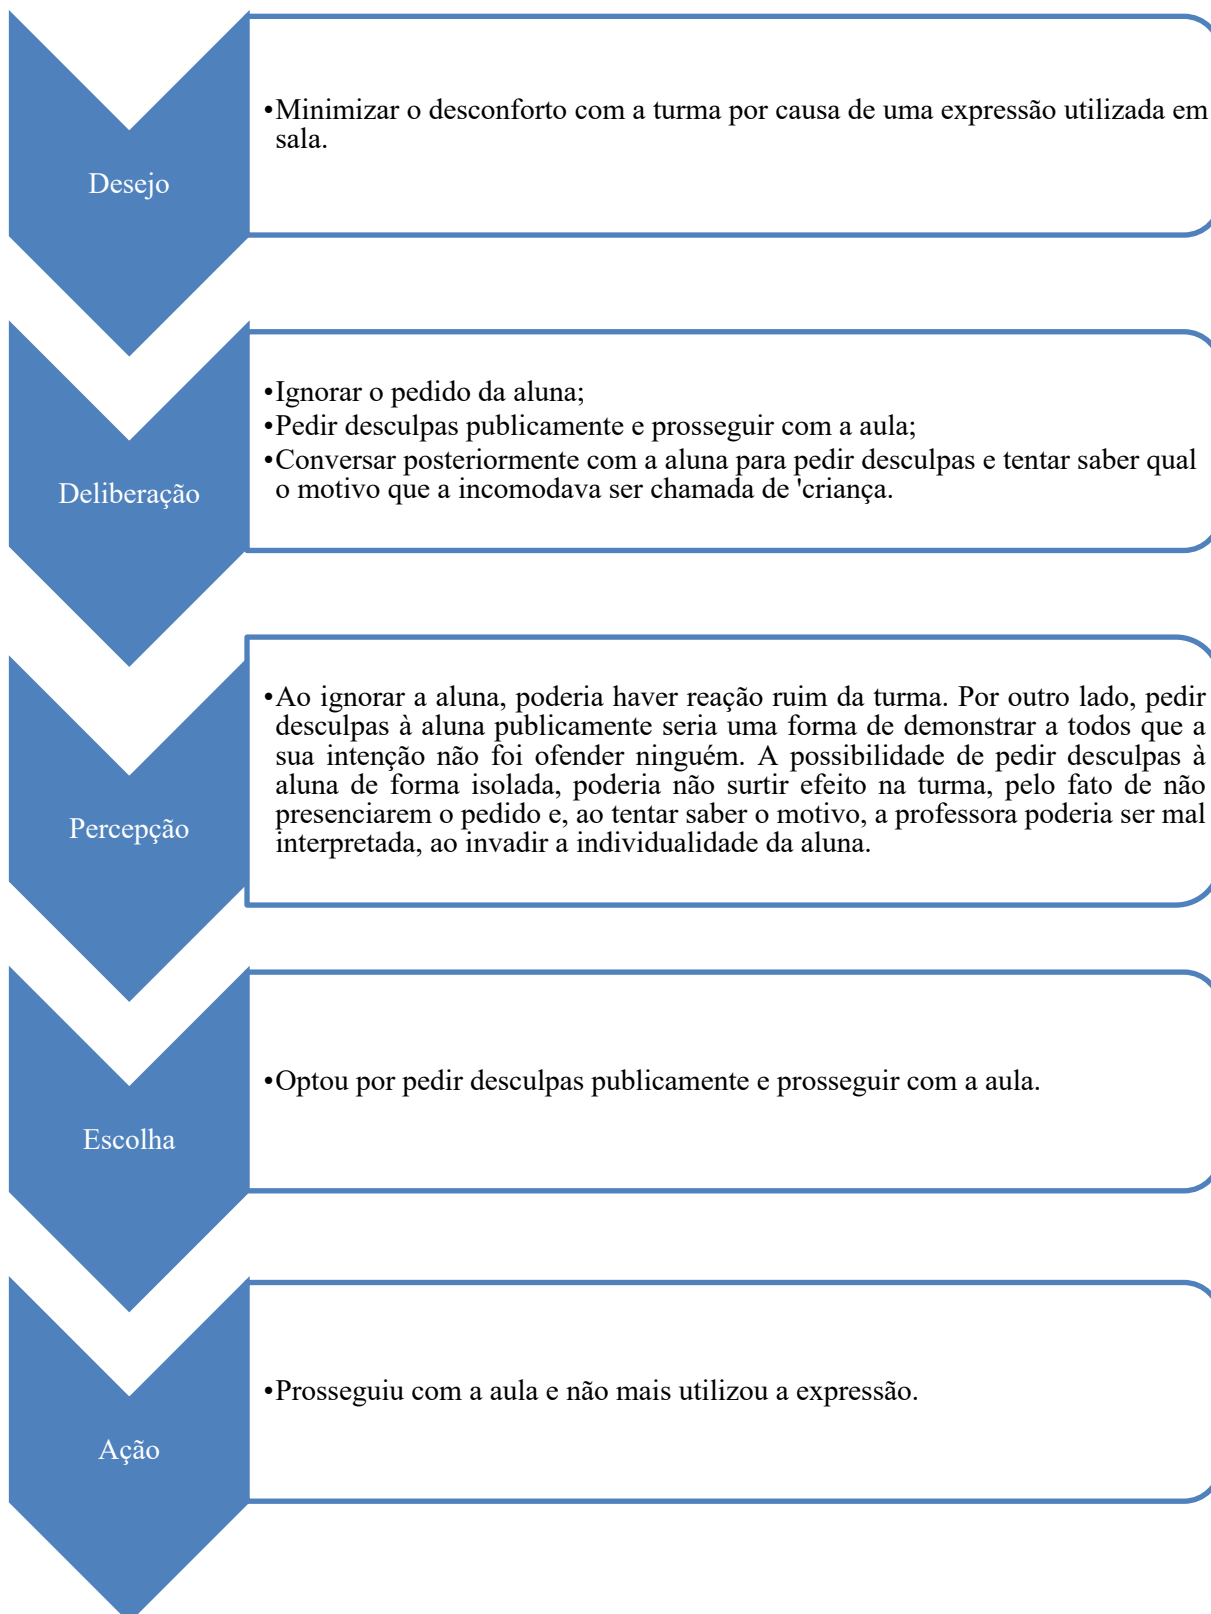 Desejo
•Minimizar o desconforto com a turma por causa de uma expressão utilizada em
sala.
Deliberação
•Ignorar o pedido da aluna;
•Pedir desculpas publicamente e prosseguir com a aula;
•Conversar posteriormente com a aluna para pedir desculpas e tentar saber qual
o motivo que a incomodava ser chamada de 'criança.
Percepção
•Ao ignorar a aluna, poderia haver reação ruim da turma. Por outro lado, pedir
desculpas à aluna publicamente seria uma forma de demonstrar a todos que a
sua intenção não foi ofender ninguém. A possibilidade de pedir desculpas à
aluna de forma isolada, poderia não surtir efeito na turma, pelo fato de não
presenciarem o pedido e, ao tentar saber o motivo, a professora poderia ser mal
interpretada, ao invadir a individualidade da aluna.
Escolha
•Optou por pedir desculpas publicamente e prosseguir com a aula.
Ação
•Prosseguiu com a aula e não mais utilizou a expressão.